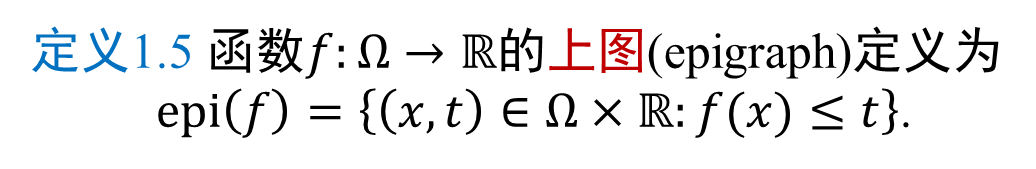 定义1.5 函数f: Ω → ℝ的上图(epigraph)定义为
epi(f) = {(x, t) ∈ Ω × ℝ: f(x) ≤ t}.